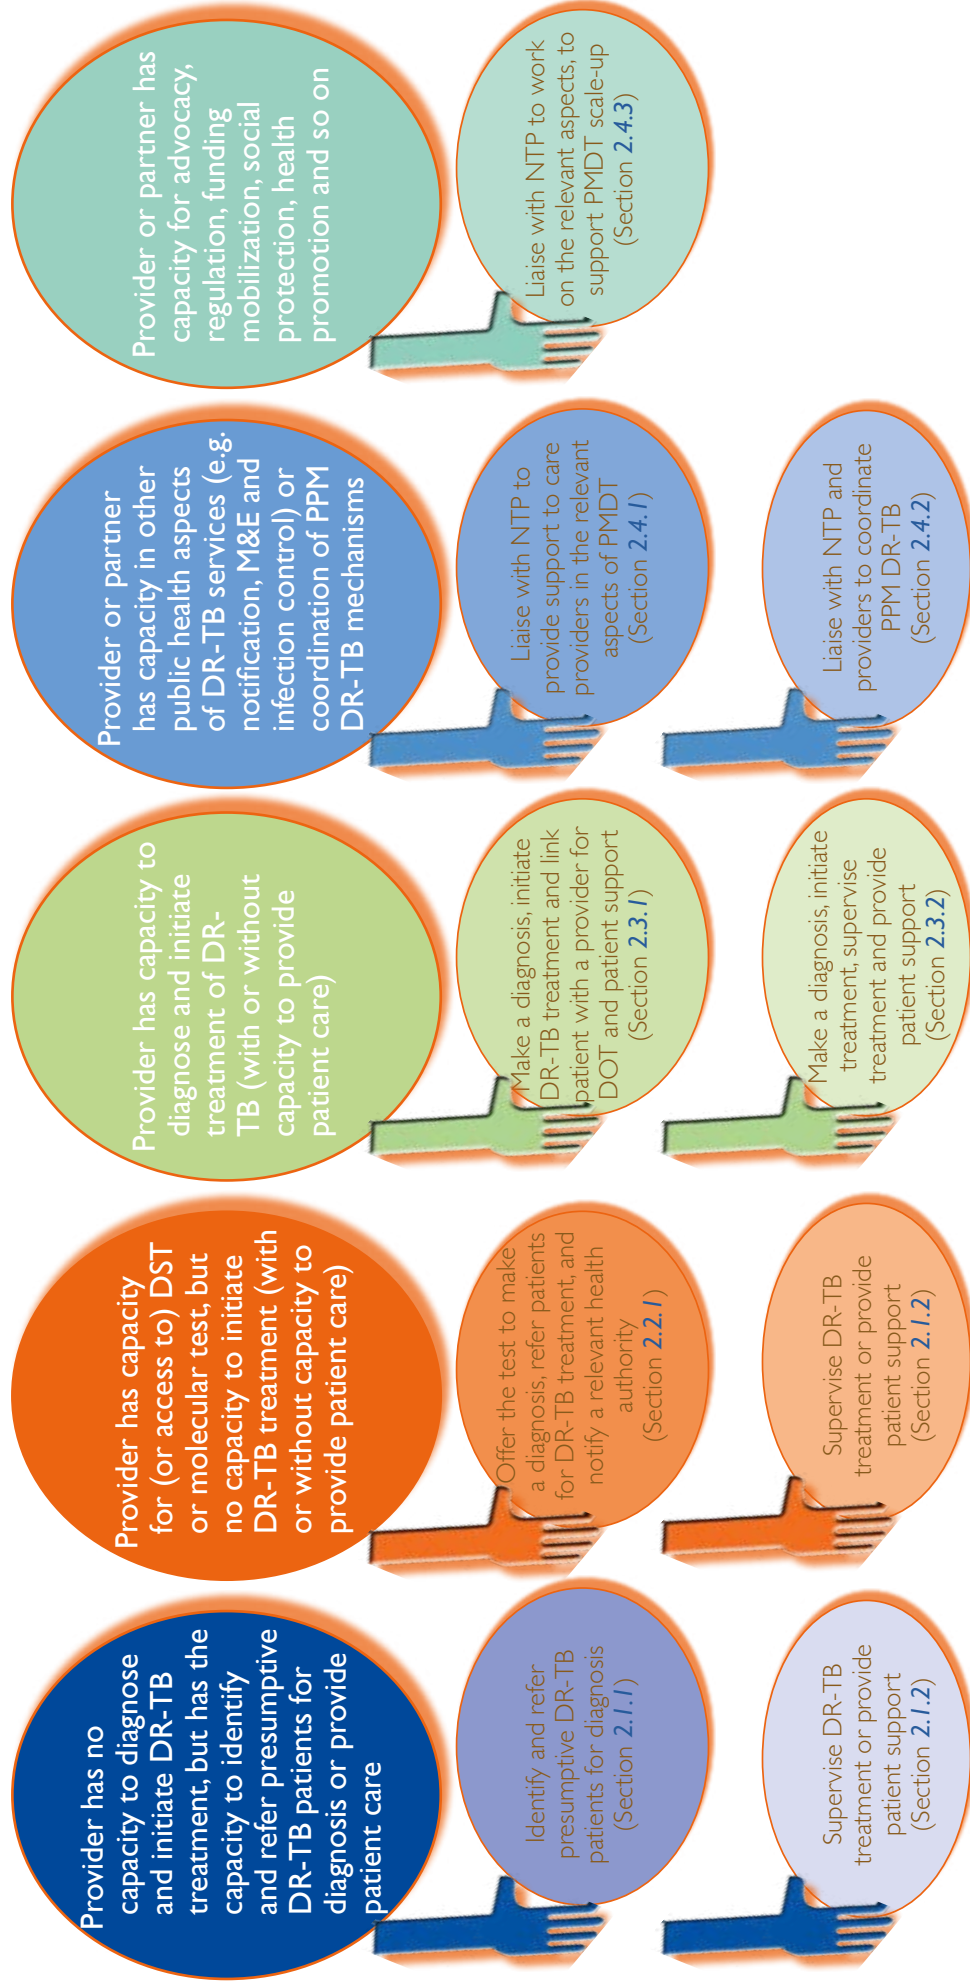 Provider has no
capacity to diagnose
and initiate DR-TB
treatment, but has the
capacity to identify
and refer presumptive
DR-TB patients for
diagnosis or provide
patient care
Identify and refer
presumptive DR-TB
patients for diagnosis
(Section 2.1.1)
Supervise DR-TB
treatment or provide
patient support
(Section 2.1.2)
Provider has capacity
for (or access to) DST
or molecular test, but
no capacity to initiate
DR-TB treatment (with
or without capacity to
provide patient care)
Offer the test to make
a diagnosis, refer patients
for DR-TB treatment, and
notify a relevant health
authority
(Section 2.2.1)
Supervise DR-TB
treatment or provide
patient support
(Section 2.1.2)
Provider has capacity to
diagnose and initiate
treatment of DR-
TB (with or without
capacity to provide
patient care)
Make a diagnosis, initiate
DR-TB treatment and link
patient with a provider for
DOT and patient support
(Section 2.3.1)
Make a diagnosis, initiate
treatment, supervise
treatment and provide
patient support
(Section 2.3.2)
Provider or partner
has capacity in other
public health aspects
of DR-TB services (e.g.
notification, M&E and
infection control) or
coordination of PPM
DR-TB mechanisms
Liaise with NTP to
provide support to care
providers in the relevant
aspects of PMDT
(Section 2.4.1)
Liaise with NTP and
providers to coordinate
PPM DR-TB
(Section 2.4.2)
Provider or partner has
capacity for advocacy,
regulation, funding
mobilization, social
protection, health
promotion and so on
Liaise with NTP to work
on the relevant aspects, to
support PMDT scale-up
(Section 2.4.3)